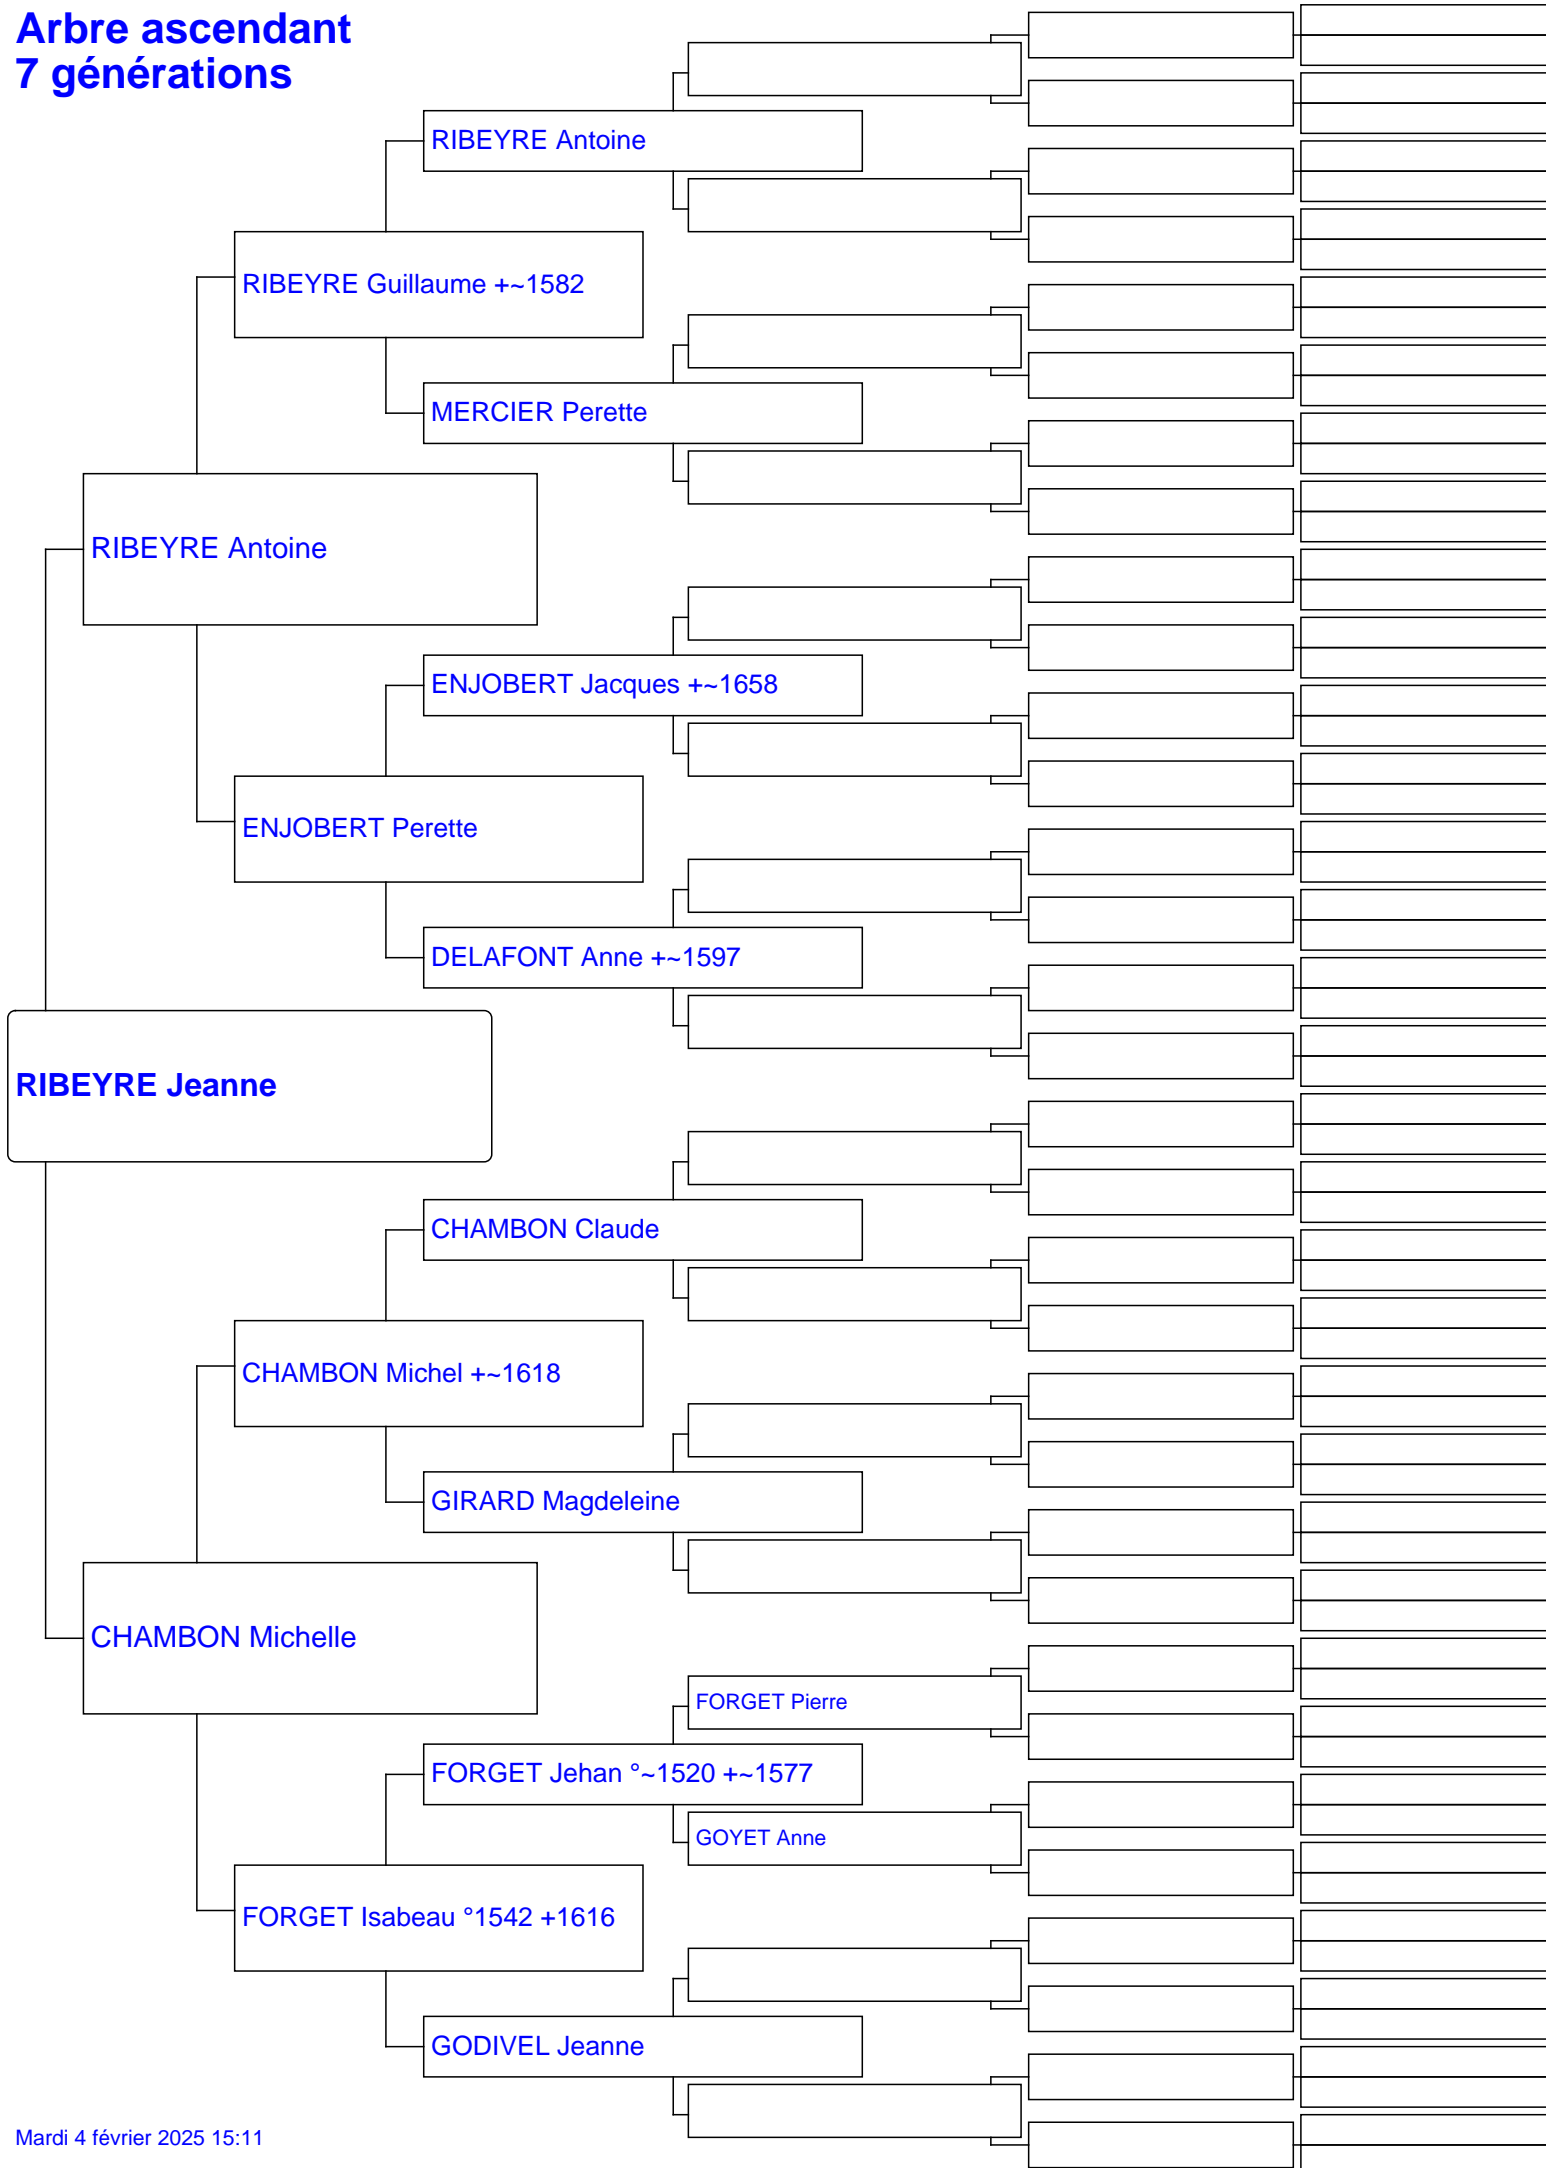 Arbre ascendant
7 générations
RIBEYRE Antoine
RIBEYRE Guillaume +~1582
MERCIER Perette
RIBEYRE Antoine
ENJOBERT Jacques +~1658
ENJOBERT Perette
DELAFONT Anne +~1597
RIBEYRE Jeanne
CHAMBON Claude
CHAMBON Michel +~1618
GIRARD Magdeleine
CHAMBON Michelle
FORGET Pierre
FORGET Jehan °~1520 +~1577
GOYET Anne
FORGET Isabeau °1542 +1616
GODIVEL Jeanne
Mardi 4 février 2025 15:11